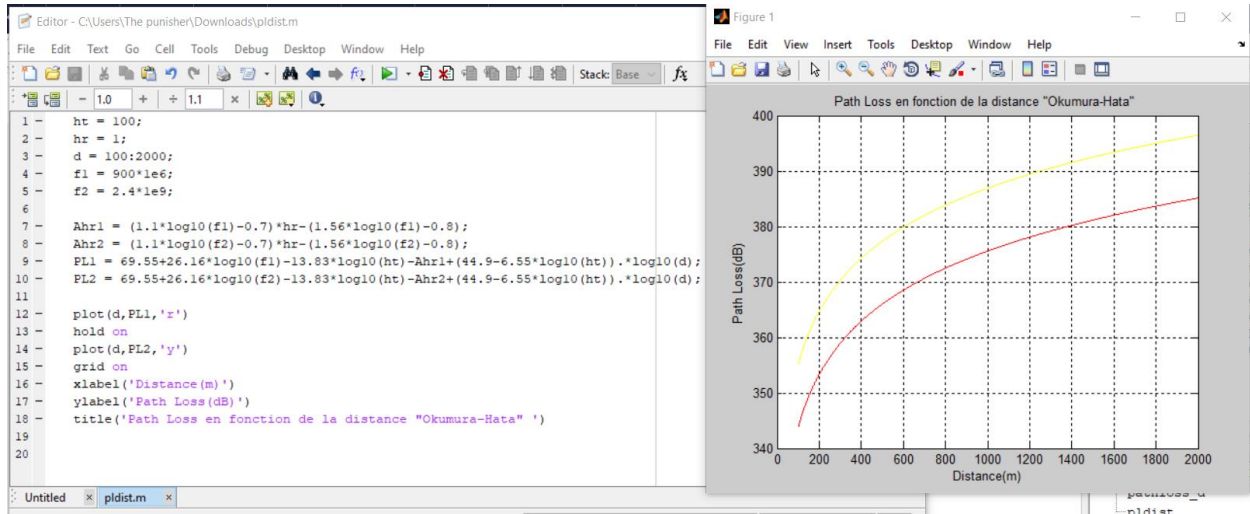 Editor - C:\Users\The punisher\Downloads\pldist.m
File Edit Text Go Cell Tools Debug Desktop Window Help
Stack: Base fx
- 1.0 + ÷ 1.1 ×
1 - ht = 100;
2 - hr = 1;
3 - d = 100:2000;
4 - f1 = 900*1e6;
5 - f2 = 2.4*1e9;
6
7 - Ahr1 = (1.1*log10(f1)-0.7)*hr-(1.56*log10(f1)-0.8);
8 - Ahr2 = (1.1*log10(f2)-0.7)*hr-(1.56*log10(f2)-0.8);
9 - PL1 = 69.55+26.16*log10(f1)-13.83*log10(ht)-Ahr1+(44.9-6.55*log10(ht)).*log10(d);
10 - PL2 = 69.55+26.16*log10(f2)-13.83*log10(ht)-Ahr2+(44.9-6.55*log10(ht)).*log10(d);
11
12 - plot(d,PL1,'r')
13 - hold on
14 - plot(d,PL2,'y')
15 - grid on
16 - xlabel('Distance(m)')
17 - ylabel('Path Loss(dB)')
18 - title('Path Loss en fonction de la distance "Okumura-Hata" ')
19
20
Untitled × pldist.m ×
Figure 1
File Edit View Insert Tools Desktop Window Help
Path Loss en fonction de la distance "Okumura-Hata"
400
390
380
370
360
350
340
Path Loss(dB)
0 200 400 600 800 1000 1200 1400 1600 1800 2000
Distance(m)
pathloss_d
pldist